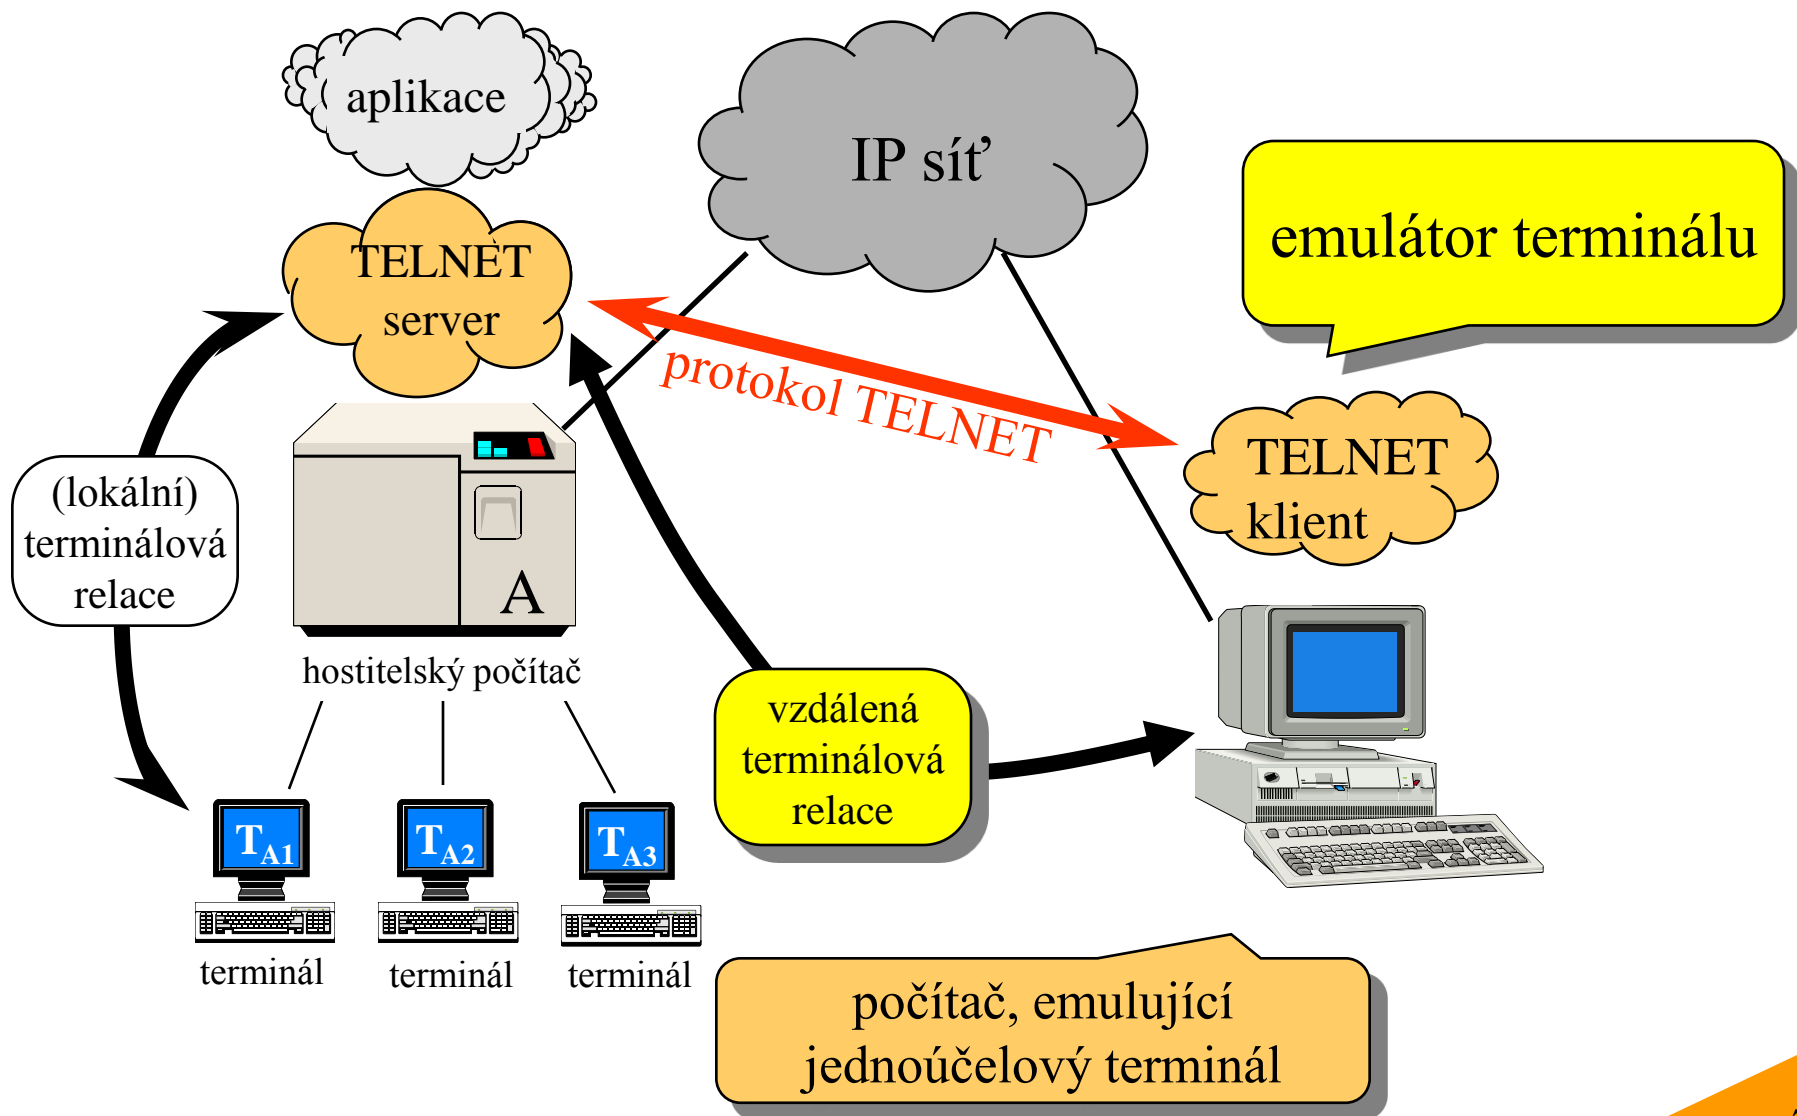 aplikace
IP síť
emulátor terminálu
TELNET
server
protokol TELNET
TELNET
klient
(lokální)
terminálová
relace
A
hostitelský počítač
vzdálená
terminálová
relace
TA1
TA2
TA3
terminál
terminál
terminál
počítač, emulující
jednoúčelový terminál